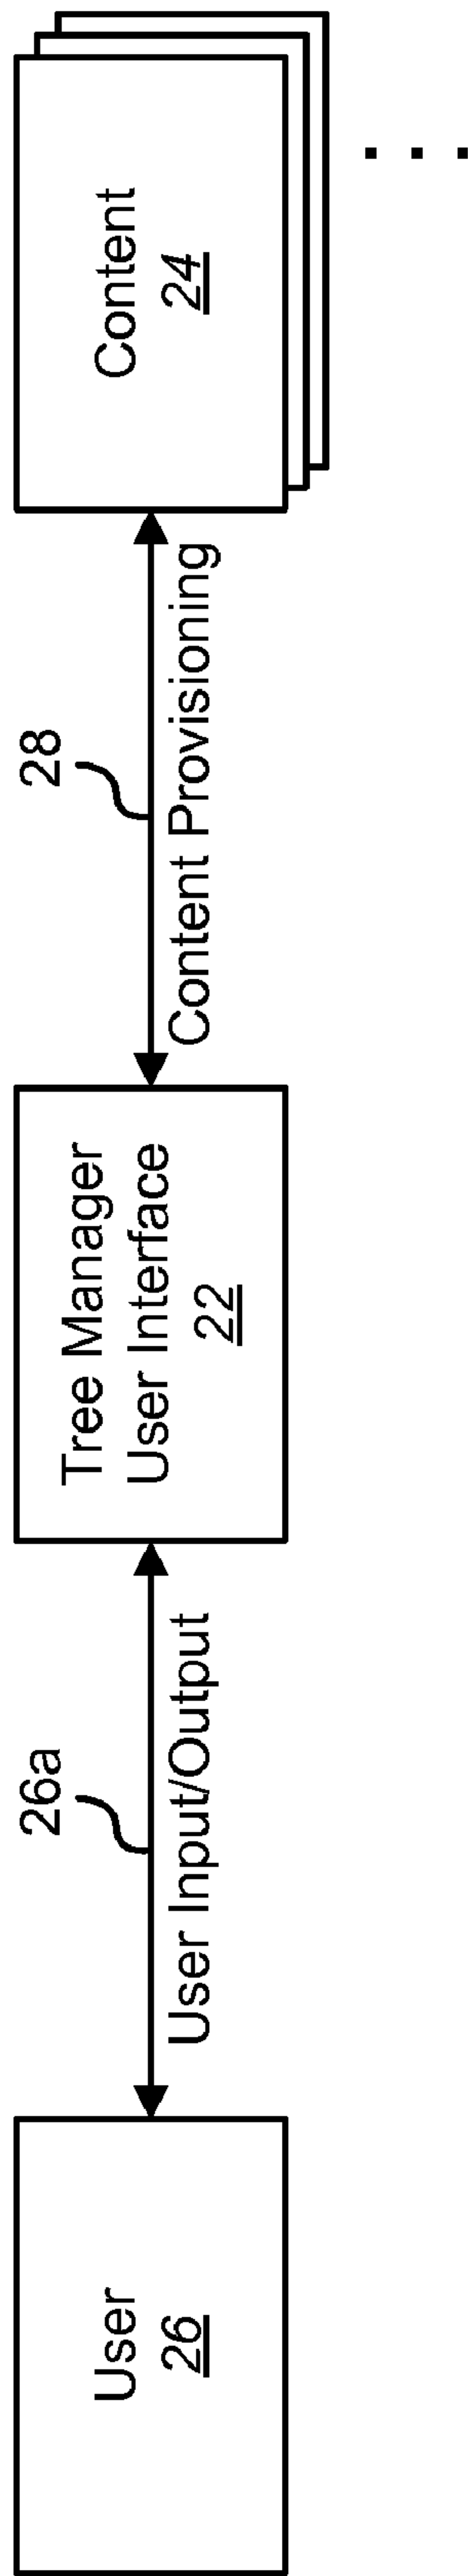 User
26
26a
User Input/Output
Tree Manager
User Interface
22
28
Content Provisioning
Content
24
. . .